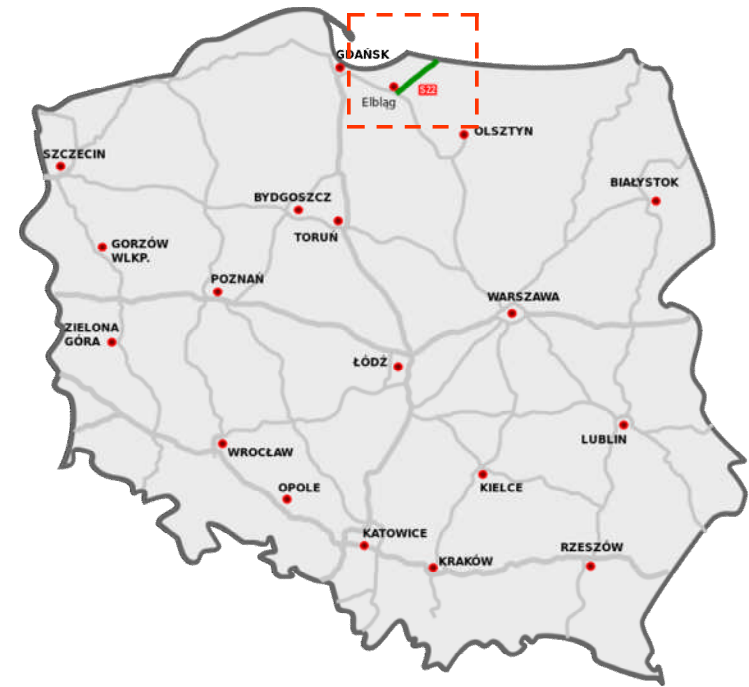 GDAŃSK
S22
Elbląg
OLSZTYN
SZCZECIN
BIAŁYSTOK
BYDGOSZCZ
TORUŃ
GORZÓW
WLKP.
POZNAŃ
WARSZAWA
ZIELONA
GÓRA
ŁÓDŹ
LUBLIN
WROCŁAW
OPOLE
KIELCE
KATOWICE
RZESZÓW
KRAKÓW